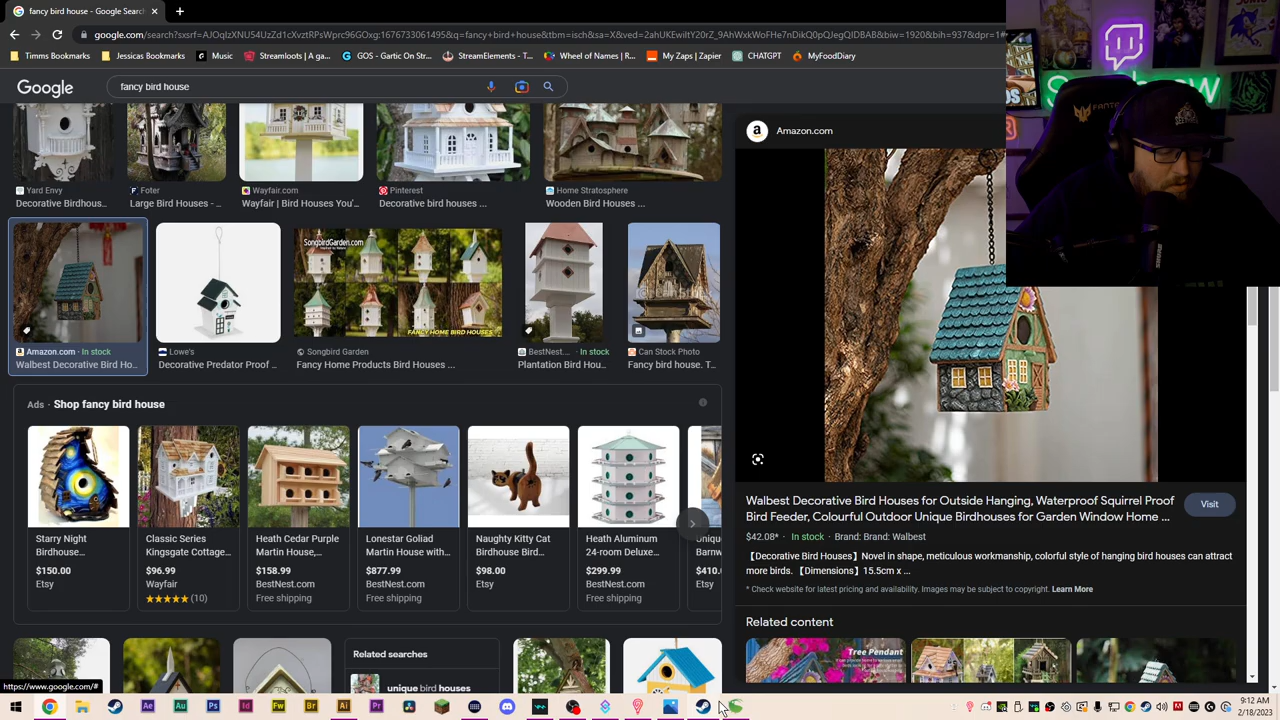 fancy bird house - Google Search
google.com/search?sxsrf=AJOqlzXNU54UzZd1cXvztRPsWprc96GOxg:1676736061495&q=fancy+bird+house&tbm=isch&sa=X&ved=2ahUKEwiItY20rZ_9AhWxkWoFHe7nDikQ0pQJegQIDBAB&biw=1920&bih=937&dpr=1#
Timms Bookmarks
Jessicas Bookmarks
Music
Streamloots | A ga...
GOS - Gartic On Str...
StreamElements - T...
Wheel of Names | R...
My Zaps | Zapier
CHATGPT
MyFoodDiary
Google
fancy bird house
Amazon.com
Yard Envy
Decorative Birdhous...
Foter
Large Bird Houses - ...
Wayfair.com
Wayfair | Bird Houses You'...
Pinterest
Decorative bird houses ...
Home Stratosphere
Wooden Bird Houses ...
SongbirdGarden.com
FANCY HOME BIRD HOUSES
Amazon.com · In stock
Walbest Decorative Bird Ho...
Lowe's
Decorative Predator Proof ...
Songbird Garden
Fancy Home Products Bird Houses ...
BestNest... · In stock
Plantation Bird Hou...
Can Stock Photo
Fancy bird house. T...
Ads · Shop fancy bird house
Starry Night
Birdhouse...
$150.00
Etsy
Classic Series
Kingsgate Cottage...
$96.99
Wayfair
(10)
Heath Cedar Purple
Martin House,...
$158.99
BestNest.com
Free shipping
Lonestar Goliad
Martin House with...
$877.99
BestNest.com
Free shipping
Naughty Kitty Cat
Birdhouse Bird...
$98.00
Etsy
Heath Aluminum
24-room Deluxe...
$299.99
BestNest.com
Free shipping
Unique
Barnw
$410.
Etsy
Walbest Decorative Bird Houses for Outside Hanging, Waterproof Squirrel Proof
Bird Feeder, Colourful Outdoor Unique Birdhouses for Garden Window Home ...
Visit
$42.08* · In stock · Brand: Brand: Walbest
【Decorative Bird Houses】Novel in shape, meticulous workmanship, colorful style of hanging bird houses can attract
more birds. 【Dimensions】15.5cm x ...
* Check website for latest pricing and availability. Images may be subject to copyright. Learn More
Related content
Tree Pendant
Related searches
unique bird houses
https://www.google.com/#
9:12 AM
2/18/2023